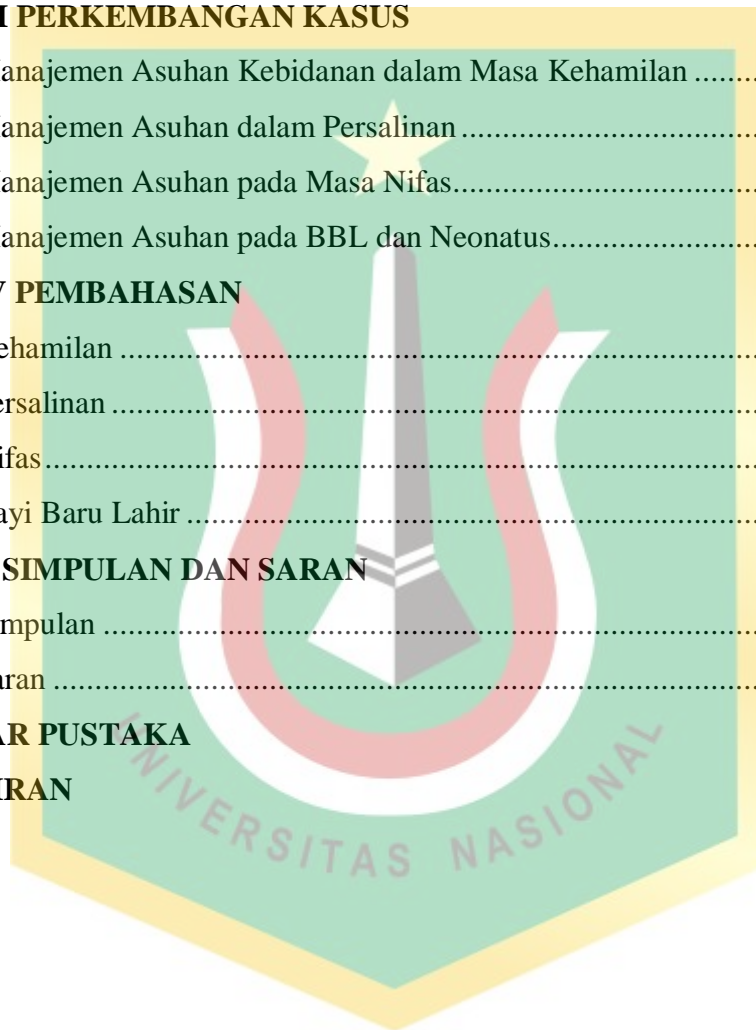 I PERKEMBANGAN KASUS
anajemen Asuhan Kebidanan dalam Masa Kehamilan ........
anajemen Asuhan dalam Persalinan ........................................
anajemen Asuhan pada Masa Nifas.........................................
anajemen Asuhan pada BBL dan Neonatus............................
PEMBAHASAN
ehamilan .................................................................................
ersalinan ..................................................................................
ifas............................................................................................
ayi Baru Lahir .........................................................................
SIMPULAN DAN SARAN
mpulan ....................................................................................
aran ..........................................................................................
AR PUSTAKA
IRAN
UNIVERSITAS NASIONAL